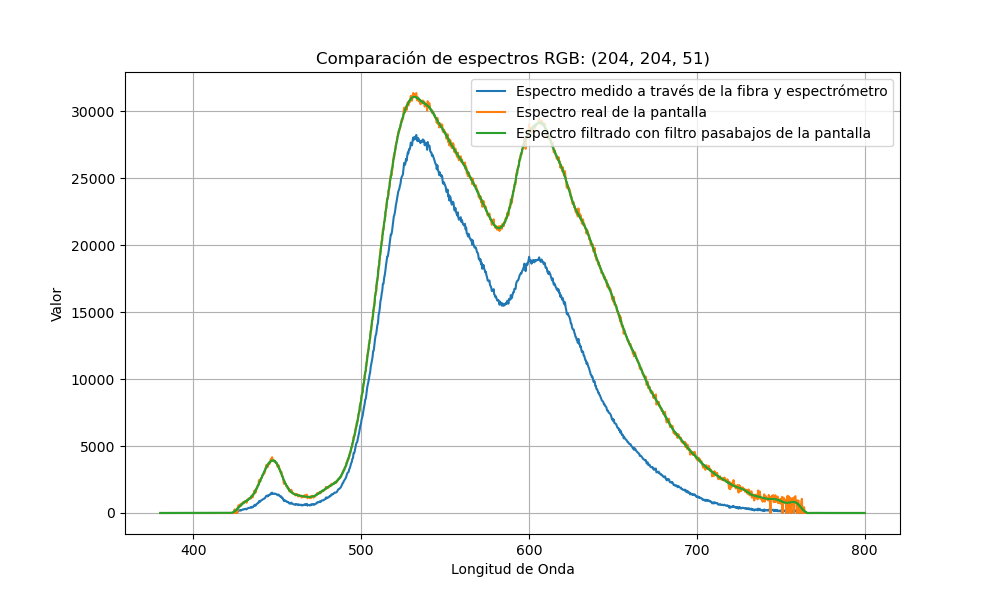 Comparación de espectros RGB: (204, 204, 51)
Espectro medido a través de la fibra y espectrómetro
Espectro real de la pantalla
Espectro filtrado con filtro pasabajos de la pantalla
Valor
30000
25000
20000
15000
10000
5000
0
400 500 600 700 800
Longitud de Onda